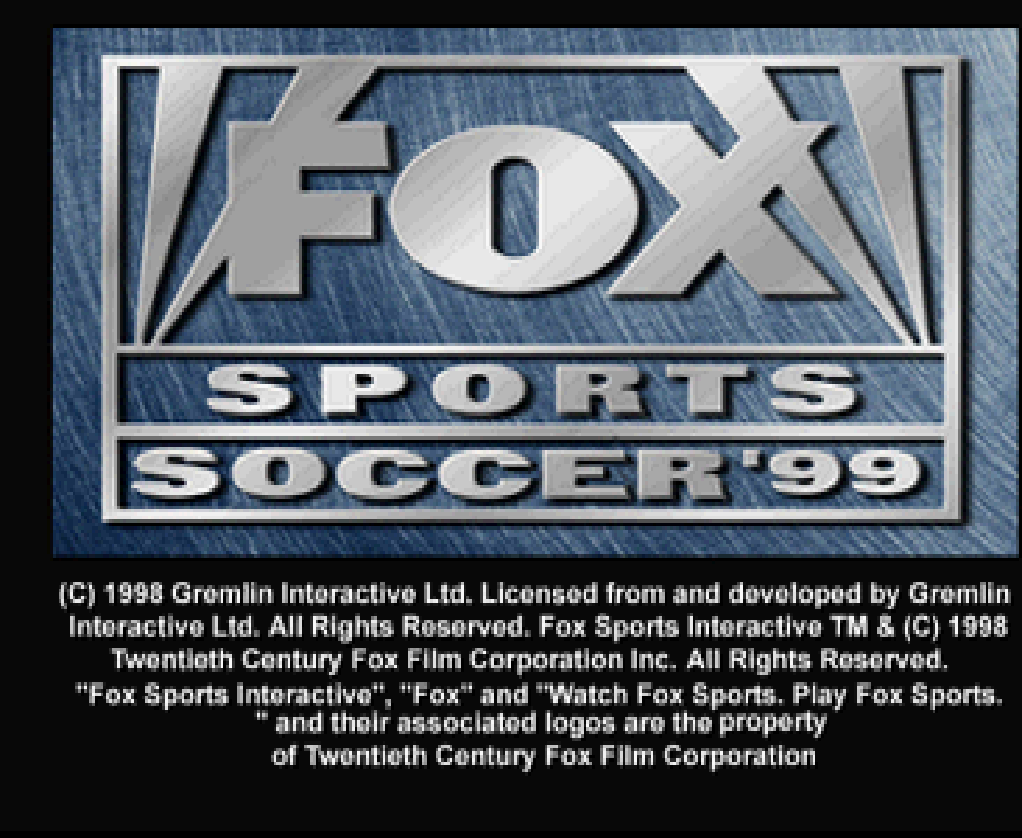 FOX
SPORTS
SOCCER'99
(C) 1998 Gremlin Interactive Ltd. Licensed from and developed by Gremlin
Interactive Ltd. All Rights Reserved. Fox Sports Interactive TM & (C) 1998
Twentieth Century Fox Film Corporation Inc. All Rights Reserved.
"Fox Sports Interactive", "Fox" and "Watch Fox Sports. Play Fox Sports.
" and their associated logos are the property
of Twentieth Century Fox Film Corporation